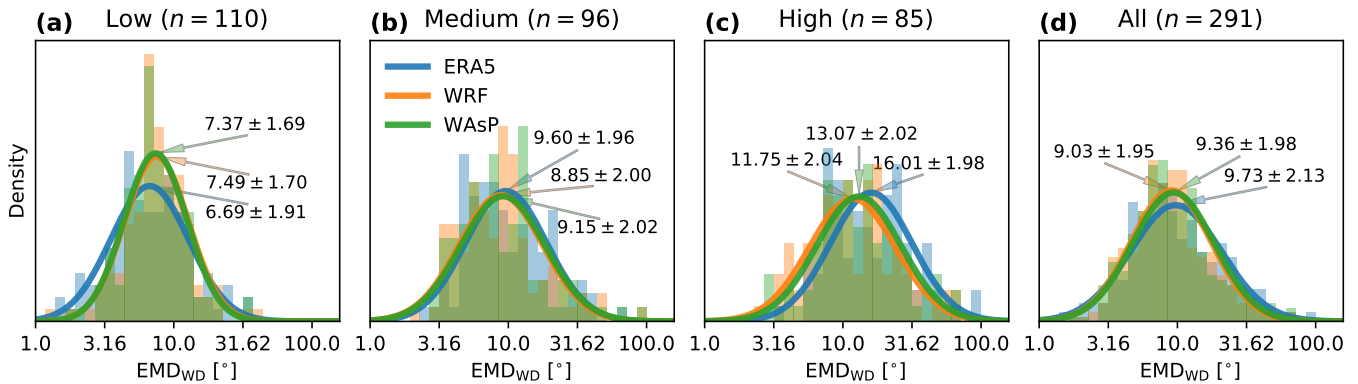 (a) Low (n = 110)
Density
7.37 ± 1.69
7.49 ± 1.70
6.69 ± 1.91
1.0 3.16 10.0 31.62 100.0
EMD_WD [°]
(b) Medium (n = 96)
ERA5
WRF
WAsP
9.60 ± 1.96
8.85 ± 2.00
9.15 ± 2.02
1.0 3.16 10.0 31.62 100.0
EMD_WD [°]
(c) High (n = 85)
13.07 ± 2.02
11.75 ± 2.04 16.01 ± 1.98
1.0 3.16 10.0 31.62 100.0
EMD_WD [°]
(d) All (n = 291)
9.03 ± 1.95 9.36 ± 1.98
9.73 ± 2.13
1.0 3.16 10.0 31.62 100.0
EMD_WD [°]